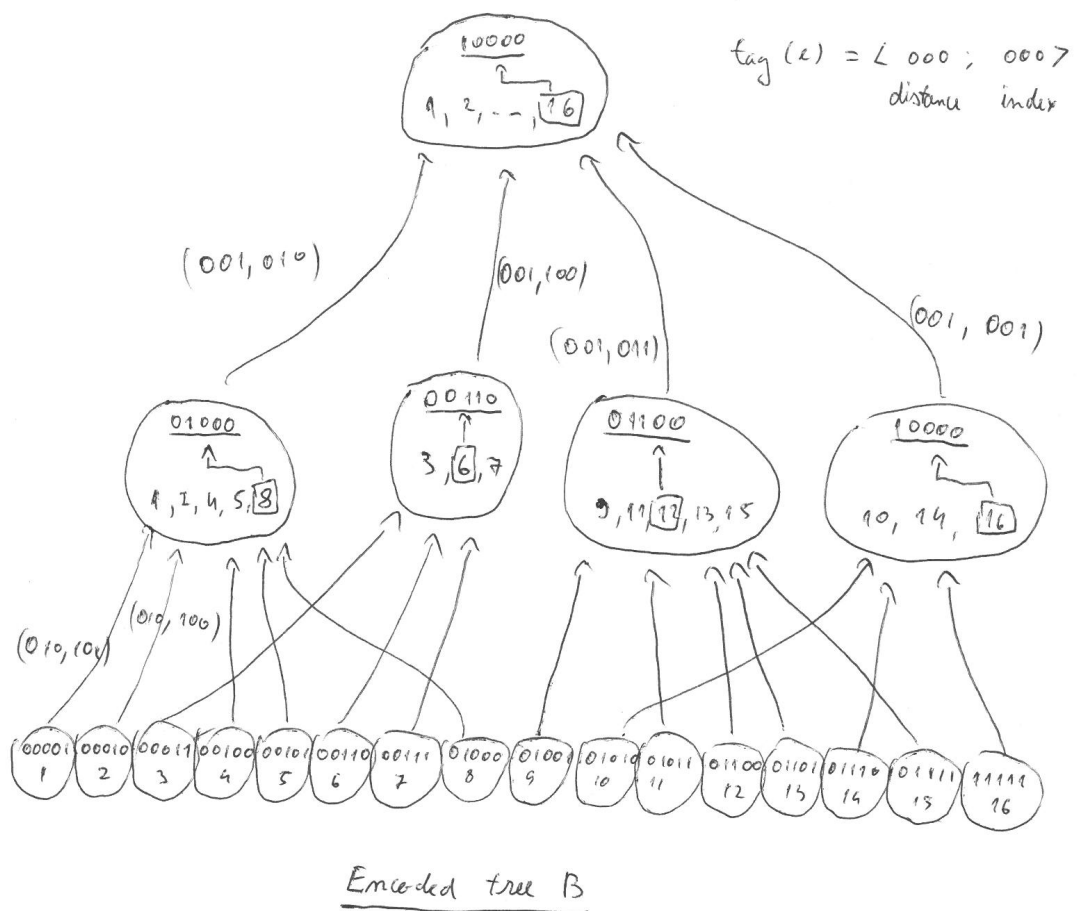 10000
1, 2, - -, 16
tag (e) = < 000 ; 000 >
distance index
(001, 010)
(001, 100)
(001, 011)
(001, 001)
01000
1, 2, 4, 5, 8
00110
3, 6, 7
01100
9, 11, 12, 13, 15
10000
10, 14, 16
(010, 101)
(010, 100)
00001 00010 00011 00100 00101 00110 00111 01000 01001 01010 01011 01100 01101 01110 01111 11111
1 2 3 4 5 6 7 8 9 10 11 12 13 14 15 16
Encoded tree B